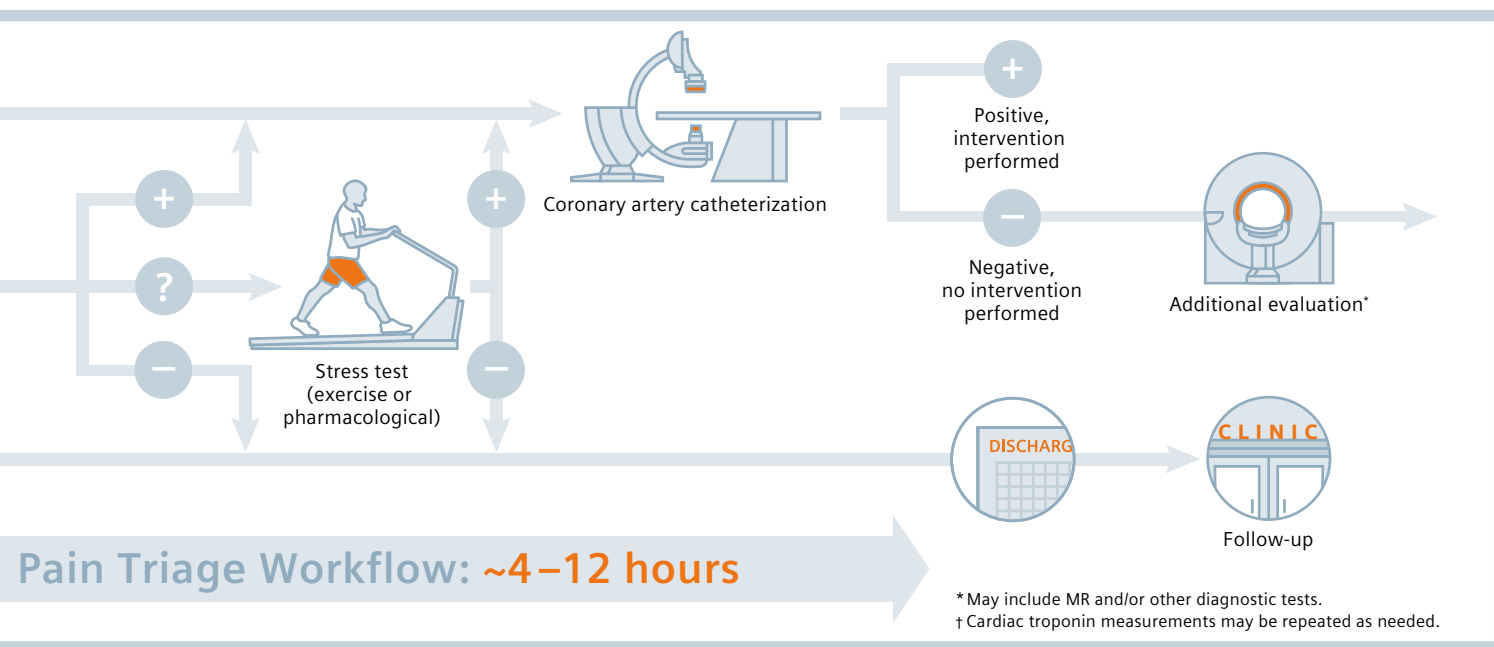 +
Positive,
intervention
performed
+
+
Coronary artery catheterization
−
Negative,
no intervention
performed
Additional evaluation*
?
−
−
Stress test
(exercise or
pharmacological)
DISCHARG
CLINIC
Follow-up
Pain Triage Workflow: ~4–12 hours
* May include MR and/or other diagnostic tests.
† Cardiac troponin measurements may be repeated as needed.